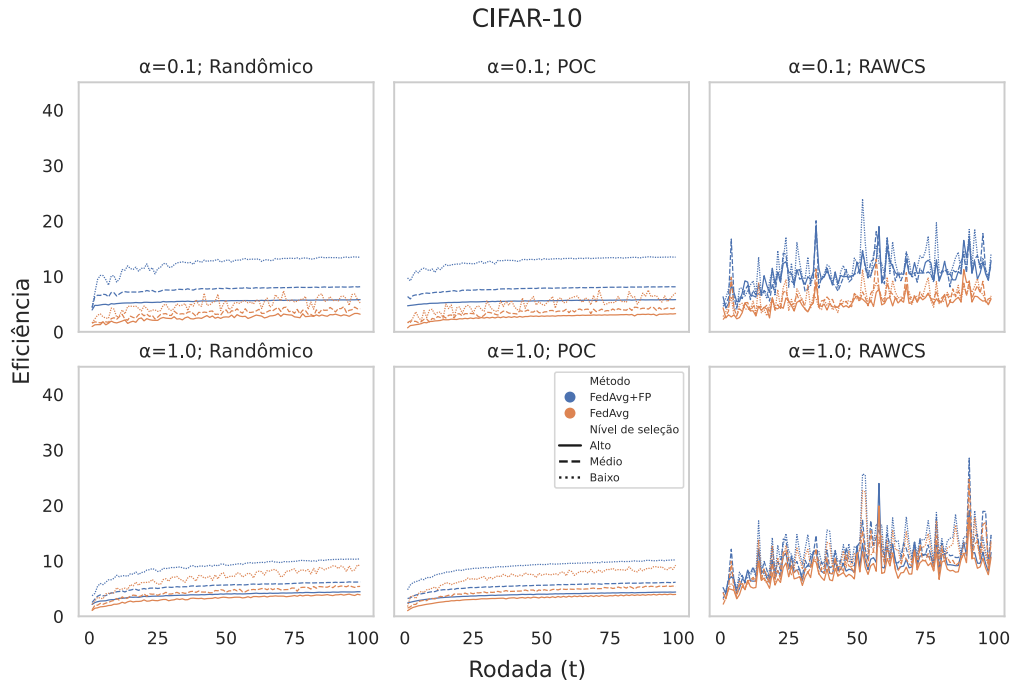 CIFAR-10
α=0.1; Randômico
α=0.1; POC
α=0.1; RAWCS
40
30
20
10
0
Eficiência
α=1.0; Randômico
α=1.0; POC
α=1.0; RAWCS
40
30
20
10
0
Método
FedAvg+FP
FedAvg
Nível de seleção
Alto
Médio
Baixo
0 25 50 75 100
0 25 50 75 100
0 25 50 75 100
Rodada (t)